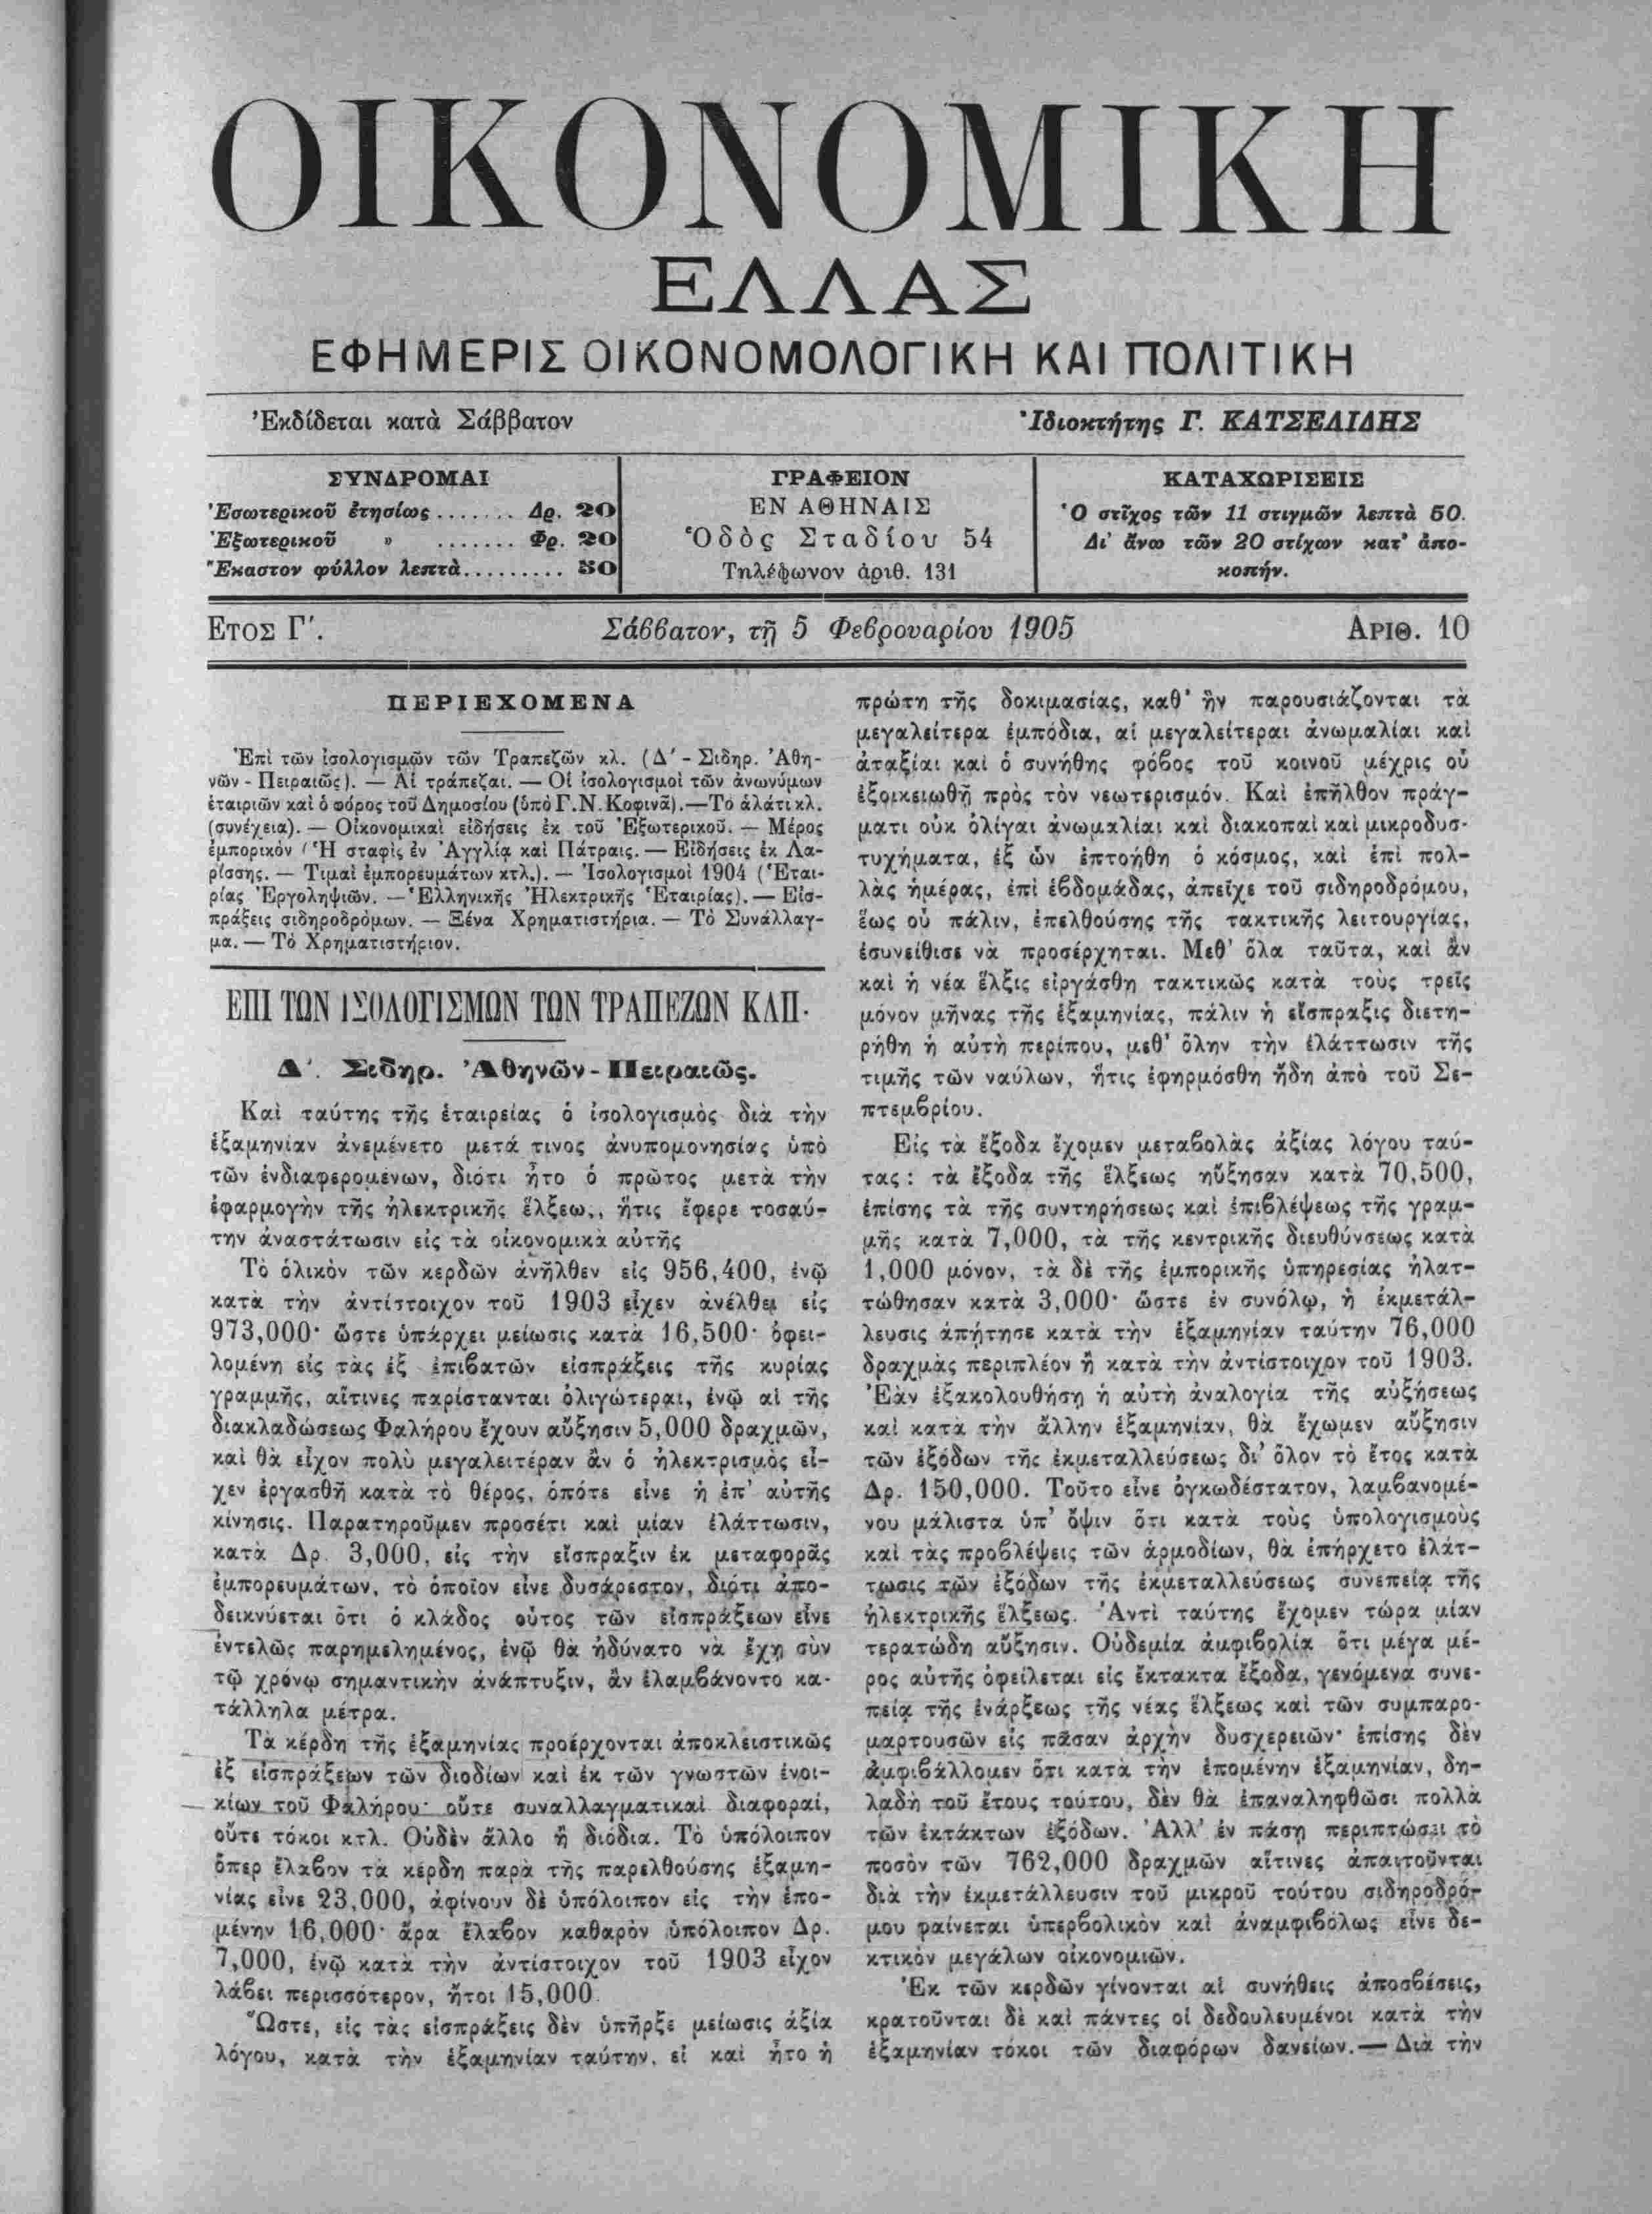 ΟΙΚΟΝΟΜΙΚΗ
ΕΛΛΑΣ
ΕΦΗΜΕΡΙΣ ΟΙΚΟΝΟΜΟΛΟΓΙΚΗ ΚΑΙ ΠΟΛΙΤΙΚΗ
Ἐκδίδεται κατὰ Σάββατον
Ἰδιοκτήτης Γ. ΚΑΤΣΕΛΙΔΗΣ
ΣΥΝΔΡΟΜΑΙ
Ἐσωτερικοῦ ἐτησίως ....... Δρ. 20
Ἐξωτερικοῦ » ....... Φρ. 20
Ἕκαστον φύλλον λεπτὰ......... 50
ΓΡΑΦΕΙΟΝ
ΕΝ ΑΘΗΝΑΙΣ
Ὁδὸς Σταδίου 54
Τηλέφωνον ἀριθ. 131
ΚΑΤΑΧΩΡΙΣΕΙΣ
Ὁ στῖχος τῶν 11 στιγμῶν λεπτὰ 50.
Δι' ἄνω τῶν 20 στίχων κατ' ἀπο-
κοπήν.
ΕΤΟΣ Γ'.
Σάββατον, τῇ 5 Φεβρουαρίου 1905
ΑΡΙΘ. 10
ΠΕΡΙΕΧΟΜΕΝΑ
Ἐπὶ τῶν ἰσολογισμῶν τῶν Τραπεζῶν κλ. (Δ´ - Σιδηρ. Ἀθη-
νῶν - Πειραιῶς). — Αἱ τράπεζαι. — Οἱ ἰσολογισμοὶ τῶν ἀνωνύμων
ἑταιριῶν καὶ ὁ φόρος τοῦ Δημοσίου (ὑπὸ Γ. Ν. Κοφινᾶ).— Τὸ ἀλάτι κλ.
(συνέχεια). — Οἰκονομικαὶ εἰδήσεις ἐκ τοῦ Ἐξωτερικοῦ. — Μέρος
ἐμπορικὸν (Ἡ σταφὶς ἐν Ἀγγλίᾳ καὶ Πάτραις. — Εἰδήσεις ἐκ Λα-
ρίσσης. — Τιμαὶ ἐμπορευμάτων κτλ.). — Ἰσολογισμοὶ 1904 (Ἑται-
ρίας Ἐργοληψιῶν. — Ἑλληνικῆς Ἠλεκτρικῆς Ἑταιρίας). — Εἰσ-
πράξεις σιδηροδρόμων. — Ξένα Χρηματιστήρια. — Τὸ Συνάλλαγ-
μα. — Τὸ Χρηματιστήριον.
ΕΠΙ ΤΩΝ ΙΣΟΛΟΓΙΣΜΩΝ ΤΩΝ ΤΡΑΠΕΖΩΝ ΚΛΠ.
Δ´. Σιδηρ. Ἀθηνῶν - Πειραιῶς.
Καὶ ταύτης τῆς ἑταιρείας ὁ ἰσολογισμὸς διὰ τὴν
ἑξαμηνίαν ἀνεμένετο μετά τινος ἀνυπομονησίας ὑπὸ
τῶν ἐνδιαφερομένων, διότι ἦτο ὁ πρῶτος μετὰ τὴν
ἐφαρμογὴν τῆς ἠλεκτρικῆς ἕλξεω,, ἥτις ἔφερε τοσαύ-
την ἀναστάτωσιν εἰς τὰ οἰκονομικὰ αὐτῆς
Τὸ ὁλικὸν τῶν κερδῶν ἀνῆλθεν εἰς 956,400, ἐνῷ
κατὰ τὴν ἀντίστοιχον τοῦ 1903 εἶχεν ἀνέλθει εἰς
973,000· ὥστε ὑπάρχει μείωσις κατὰ 16,500· ὀφει-
λομένη εἰς τὰς ἐξ ἐπιβατῶν εἰσπράξεις τῆς κυρίας
γραμμῆς, αἵτινες παρίστανται ὀλιγώτεραι, ἐνῷ αἱ τῆς
διακλαδώσεως Φαλήρου ἔχουν αὔξησιν 5,000 δραχμῶν,
καὶ θὰ εἶχον πολὺ μεγαλειτέραν ἂν ὁ ἠλεκτρισμὸς εἶ-
χεν ἐργασθῆ κατὰ τὸ θέρος, ὁπότε εἶνε ἡ ἐπ' αὐτῆς
κίνησις. Παρατηροῦμεν προσέτι καὶ μίαν ἐλάττωσιν,
κατὰ Δρ. 3,000, εἰς τὴν εἴσπραξιν ἐκ μεταφορᾶς
ἐμπορευμάτων, τὸ ὁποῖον εἶνε δυσάρεστον, διότι ἀπο-
δεικνύεται ὅτι ὁ κλάδος οὗτος τῶν εἰσπράξεων εἶνε
ἐντελῶς παρημελημένος, ἐνῷ θὰ ἠδύνατο νὰ ἔχῃ σὺν
τῷ χρόνῳ σημαντικὴν ἀνάπτυξιν, ἂν ἐλαμβάνοντο κα-
τάλληλα μέτρα.
Τὰ κέρδη τῆς ἑξαμηνίας προέρχονται ἀποκλειστικῶς
ἐξ εἰσπράξεων τῶν διοδίων καὶ ἐκ τῶν γνωστῶν ἐνοι-
κίων τοῦ Φαλήρου· οὔτε συναλλαγματικαὶ διαφοραί,
οὔτε τόκοι κτλ. Οὐδὲν ἄλλο ἢ διόδια. Τὸ ὑπόλοιπον
ὅπερ ἔλαβον τὰ κέρδη παρὰ τῆς παρελθούσης ἑξαμη-
νίας εἶνε 23,000, ἀφίνουν δὲ ὑπόλοιπον εἰς τὴν ἑπο-
μένην 16,000· ἄρα ἔλαβον καθαρὸν ὑπόλοιπον Δρ.
7,000, ἐνῷ κατὰ τὴν ἀντίστοιχον τοῦ 1903 εἶχον
λάβει περισσότερον, ἤτοι 15,000.
Ὥστε, εἰς τὰς εἰσπράξεις δὲν ὑπῆρξε μείωσις ἀξία
λόγου, κατὰ τὴν ἑξαμηνίαν ταύτην, εἰ καὶ ἦτο ἡ
πρώτη τῆς δοκιμασίας, καθ' ἣν παρουσιάζονται τὰ
μεγαλείτερα ἐμπόδια, αἱ μεγαλείτεραι ἀνωμαλίαι καὶ
ἀταξίαι καὶ ὁ συνήθης φόβος τοῦ κοινοῦ μέχρις οὗ
ἐξοικειωθῇ πρὸς τὸν νεωτερισμόν. Καὶ ἐπῆλθον πράγ-
ματι οὐκ ὀλίγαι ἀνωμαλίαι καὶ διακοπαὶ καὶ μικροδυσ-
τυχήματα, ἐξ ὧν ἐπτοήθη ὁ κόσμος, καὶ ἐπὶ πολ-
λὰς ἡμέρας, ἐπὶ ἑβδομάδας, ἀπεῖχε τοῦ σιδηροδρόμου,
ἕως οὗ πάλιν, ἐπελθούσης τῆς τακτικῆς λειτουργίας,
ἐσυνείθισε νὰ προσέρχηται. Μεθ' ὅλα ταῦτα, καὶ ἂν
καὶ ἡ νέα ἕλξις εἰργάσθη τακτικῶς κατὰ τοὺς τρεῖς
μόνον μῆνας τῆς ἑξαμηνίας, πάλιν ἡ εἴσπραξις διετη-
ρήθη ἡ αὐτὴ περίπου, μεθ' ὅλην τὴν ἐλάττωσιν τῆς
τιμῆς τῶν ναύλων, ἥτις ἐφηρμόσθη ἤδη ἀπὸ τοῦ Σε-
πτεμβρίου.
Εἰς τὰ ἔξοδα ἔχομεν μεταβολὰς ἀξίας λόγου ταύ-
τας : τὰ ἔξοδα τῆς ἕλξεως ηὔξησαν κατὰ 70,500,
ἐπίσης τὰ τῆς συντηρήσεως καὶ ἐπιβλέψεως τῆς γραμ-
μῆς κατὰ 7,000, τὰ τῆς κεντρικῆς διευθύνσεως κατὰ
1,000 μόνον, τὰ δὲ τῆς ἐμπορικῆς ὑπηρεσίας ἠλατ-
τώθησαν κατὰ 3,000· ὥστε ἐν συνόλῳ, ἡ ἐκμετάλ-
λευσις ἀπῄτησε κατὰ τὴν ἑξαμηνίαν ταύτην 76,000
δραχμὰς περιπλέον ἢ κατὰ τὴν ἀντίστοιχον τοῦ 1903.
Ἐὰν ἐξακολουθήσῃ ἡ αὐτὴ ἀναλογία τῆς αὐξήσεως
καὶ κατὰ τὴν ἄλλην ἑξαμηνίαν, θὰ ἔχωμεν αὔξησιν
τῶν ἐξόδων τῆς ἐκμεταλλεύσεως δι' ὅλον τὸ ἔτος κατὰ
Δρ. 150,000. Τοῦτο εἶνε ὀγκωδέστατον, λαμβανομέ-
νου μάλιστα ὑπ' ὄψιν ὅτι κατὰ τοὺς ὑπολογισμοὺς
καὶ τὰς προβλέψεις τῶν ἁρμοδίων, θὰ ἐπήρχετο ἐλάτ-
τωσις τῶν ἐξόδων τῆς ἐκμεταλλεύσεως συνεπείᾳ τῆς
ἠλεκτρικῆς ἕλξεως. Ἀντὶ ταύτης ἔχομεν τώρα μίαν
τερατώδη αὔξησιν. Οὐδεμία ἀμφιβολία ὅτι μέγα μέ-
ρος αὐτῆς ὀφείλεται εἰς ἔκτακτα ἔξοδα, γενόμενα συνε-
πείᾳ τῆς ἐνάρξεως τῆς νέας ἕλξεως καὶ τῶν συμπαρο-
μαρτουσῶν εἰς πᾶσαν ἀρχὴν δυσχερειῶν· ἐπίσης δὲν
ἀμφιβάλλομεν ὅτι κατὰ τὴν ἑπομένην ἑξαμηνίαν, δη-
λαδὴ τοῦ ἔτους τούτου, δὲν θὰ ἐπαναληφθῶσι πολλὰ
τῶν ἐκτάκτων ἐξόδων. Ἀλλ' ἐν πάσῃ περιπτώσει τὸ
ποσὸν τῶν 762,000 δραχμῶν αἵτινες ἀπαιτοῦνται
διὰ τὴν ἐκμετάλλευσιν τοῦ μικροῦ τούτου σιδηροδρό-
μου φαίνεται ὑπερβολικὸν καὶ ἀναμφιβόλως εἶνε δε-
κτικὸν μεγάλων οἰκονομιῶν.
Ἐκ τῶν κερδῶν γίνονται αἱ συνήθεις ἀποσβέσεις,
κρατοῦνται δὲ καὶ πάντες οἱ δεδουλευμένοι κατὰ τὴν
ἑξαμηνίαν τόκοι τῶν διαφόρων δανείων.— Διὰ τὴν